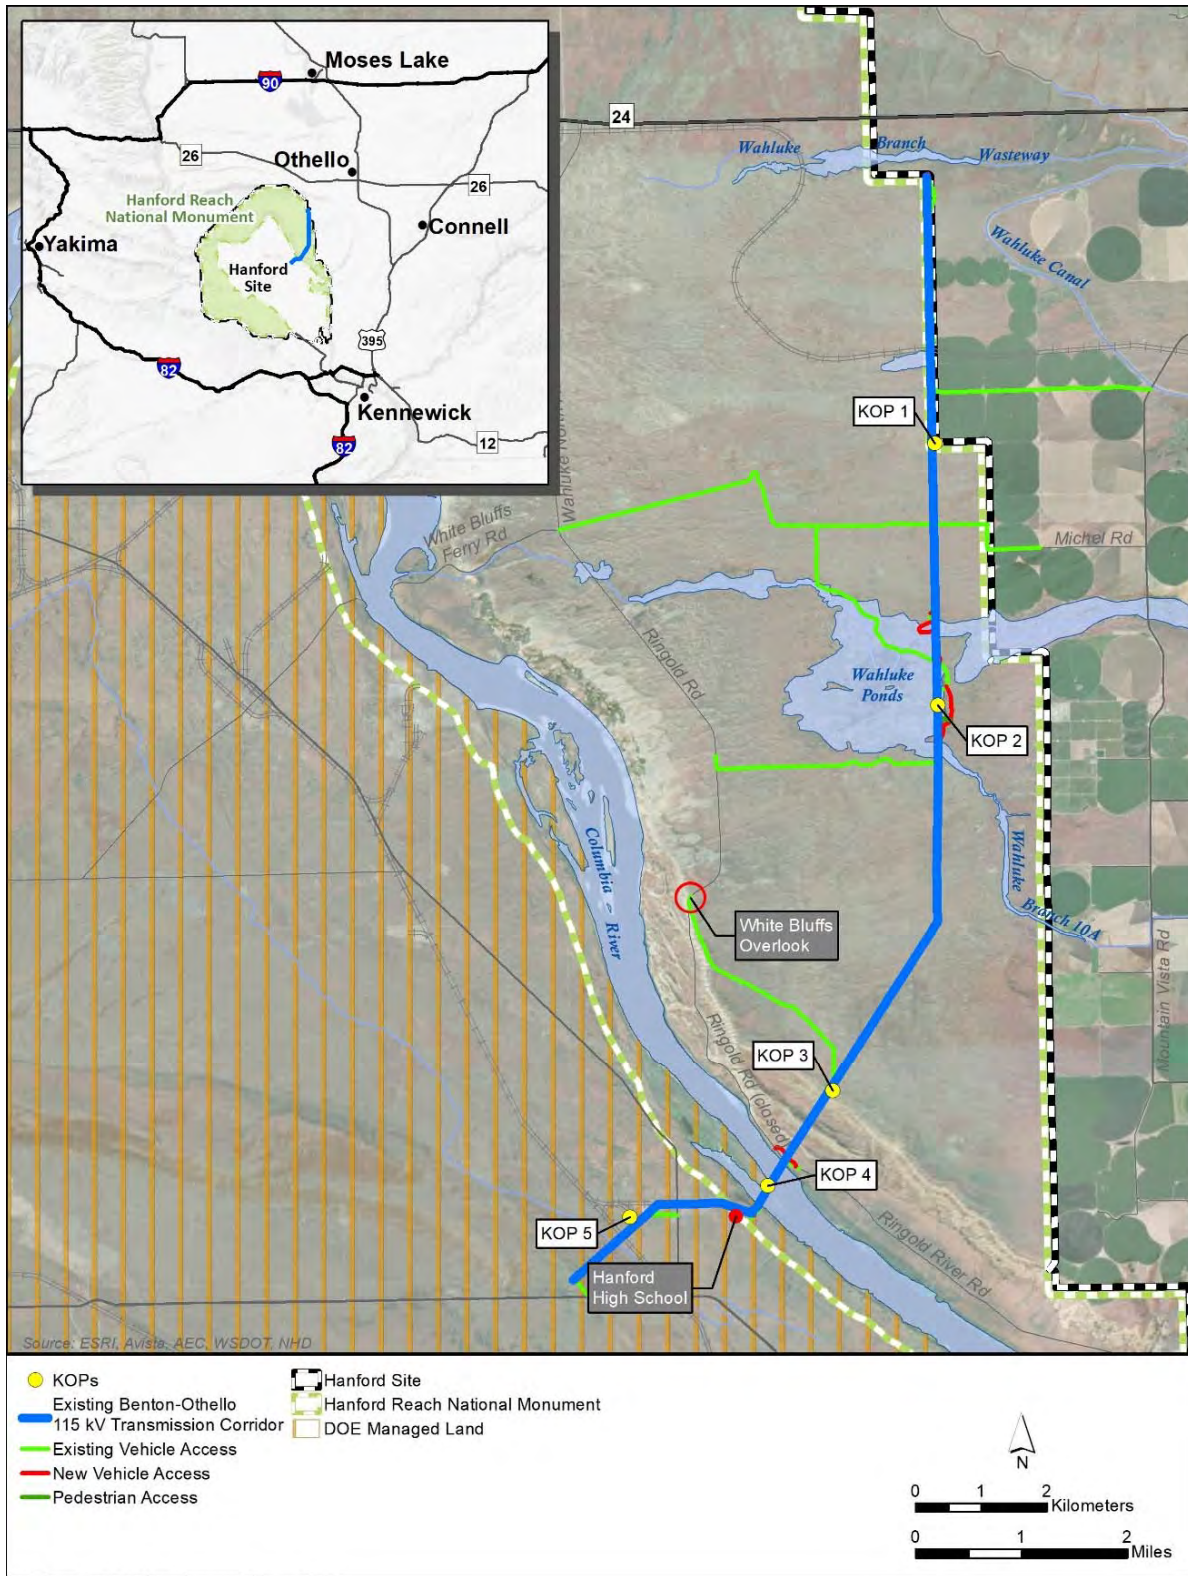 Moses Lake
90
26
Othello
26
Hanford Reach
National Monument
Connell
Yakima
Hanford
Site
395
82
Kennewick
82
12
24
Wahluke
Branch
Wasteway
Wahluke Canal
KOP 1
Wahluke North
White Bluffs
Ferry Rd
Michel Rd
Ringold Rd
Wahluke
Ponds
KOP 2
Columbia
River
Wahluke
Branch 10A
White Bluffs
Overlook
Mountain Vista Rd
KOP 3
Ringold Rd (closed)
KOP 4
KOP 5
Ringold River Rd
Hanford
High School
Source: ESRI, Avista, AEC, WSDOT, NHD
KOPs
Existing Benton-Othello
115 kV Transmission Corridor
Existing Vehicle Access
New Vehicle Access
Pedestrian Access
Hanford Site
Hanford Reach National Monument
DOE Managed Land
N
0 1 2
Kilometers
0 1 2
Miles